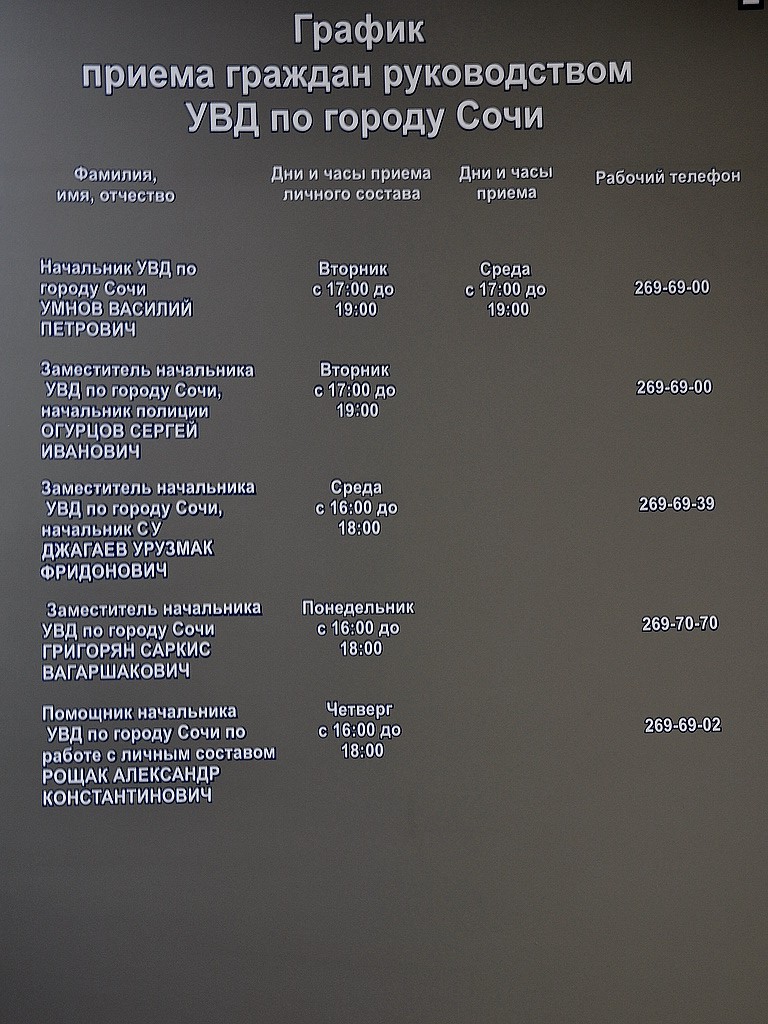 График
приема граждан руководством
УВД по городу Сочи
Фамилия,
имя, отчество
Дни и часы приема
личного состава
Дни и часы
приема
Рабочий телефон
Начальник УВД по
городу Сочи
УМНОВ ВАСИЛИЙ
ПЕТРОВИЧ
Вторник
с 17:00 до
19:00
Среда
с 17:00 до
19:00
269-69-00
Заместитель начальника
УВД по городу Сочи,
начальник полиции
ОГУРЦОВ СЕРГЕЙ
ИВАНОВИЧ
Вторник
с 17:00 до
19:00
269-69-00
Заместитель начальника
УВД по городу Сочи,
начальник СУ
ДЖАГАЕВ УРУЗМАК
ФРИДОНОВИЧ
Среда
с 16:00 до
18:00
269-69-39
Заместитель начальника
УВД по городу Сочи
ГРИГОРЯН САРКИС
ВАГАРШАКОВИЧ
Понедельник
с 16:00 до
18:00
269-70-70
Помощник начальника
УВД по городу Сочи по
работе с личным составом
РОЩАК АЛЕКСАНДР
КОНСТАНТИНОВИЧ
Четверг
с 16:00 до
18:00
269-69-02